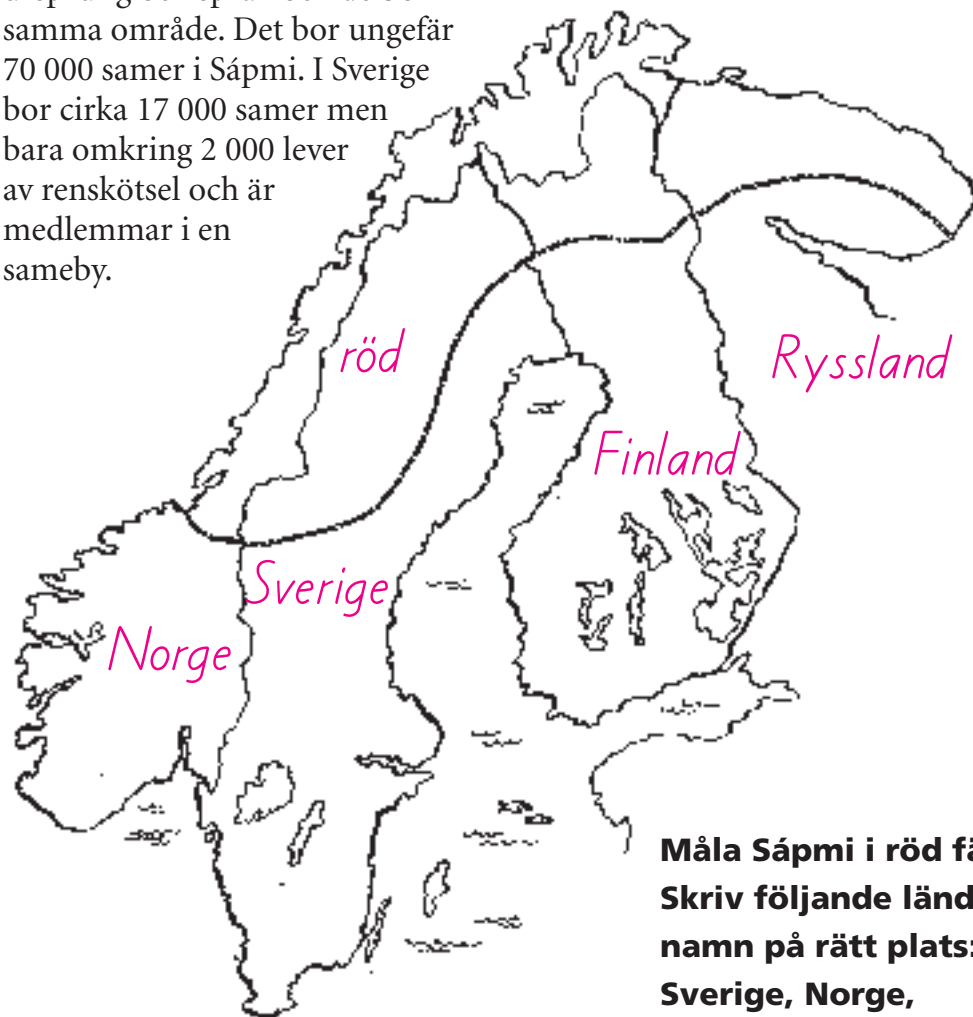 samma område. Det bor ungefär
70 000 samer i Sápmi. I Sverige
bor cirka 17 000 samer men
bara omkring 2 000 lever
av renskötsel och är
medlemmar i en
sameby.
röd
Ryssland
Finland
Sverige
Norge
Måla Sápmi i röd
Skriv följande
namn på rätt plats:
Sverige, Norge,